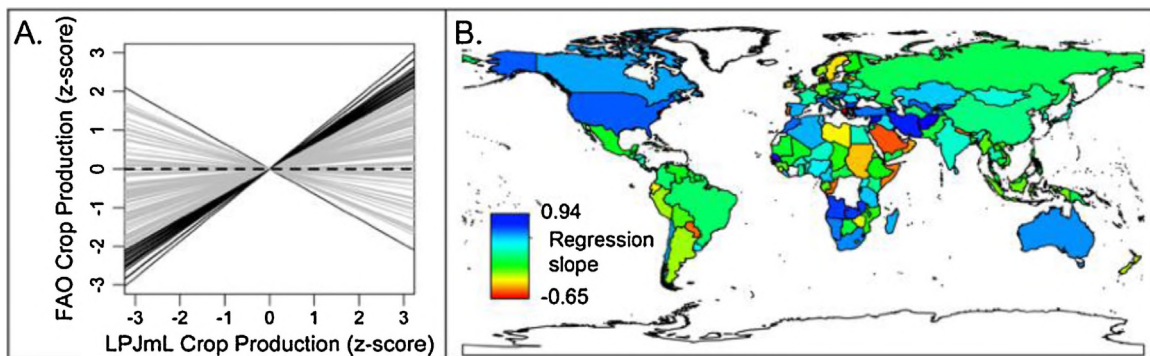 A.
FAO Crop Production (z-score)
3
2
1
0
-1
-2
-3
-3 -2 -1 0 1 2 3
LPJmL Crop Production (z-score)
B.
0.94
Regression
slope
-0.65